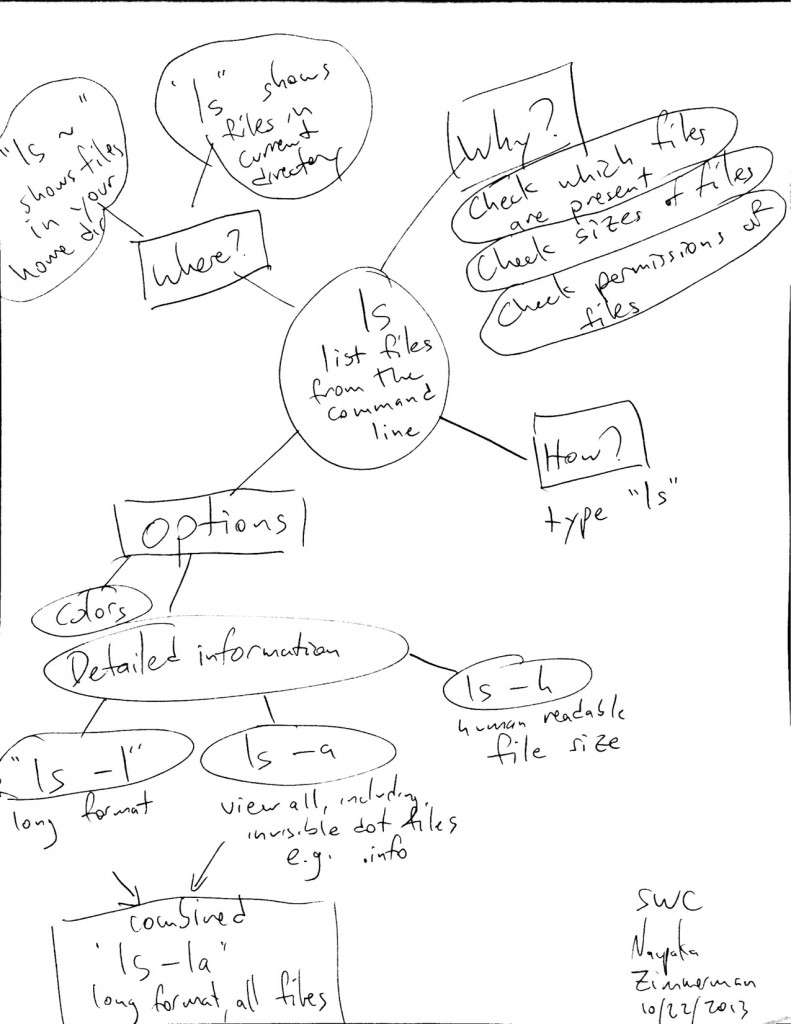 "ls ~"
shows files
in your
home dir
"ls" shows
files in
current
directory
Where?
Why?
Check which files
are present
Check sizes of files
Check permissions of
files
ls
list files
from the
command
line
How?
type "ls"
options
colors
Detailed information
ls -h
human readable
file size
"ls -l"
long format
ls -a
view all, including
invisible dot files
e.g. .info
combined
"ls -la"
long format, all files
SWC
Naupaka
Zimmerman
10/22/2013